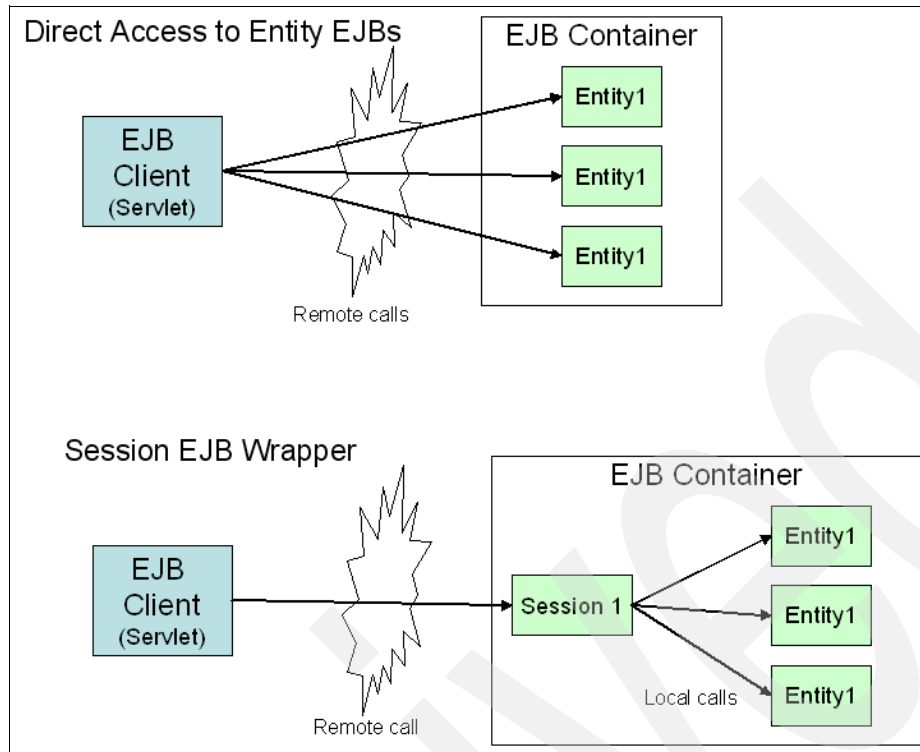 Direct Access to Entity EJBs
EJB Container
Entity1
EJB
Client
(Servlet)
Entity1
Entity1
Remote calls
Session EJB Wrapper
EJB Container
Entity1
EJB
Client
(Servlet)
Session 1
Entity1
Entity1
Local calls
Remote call